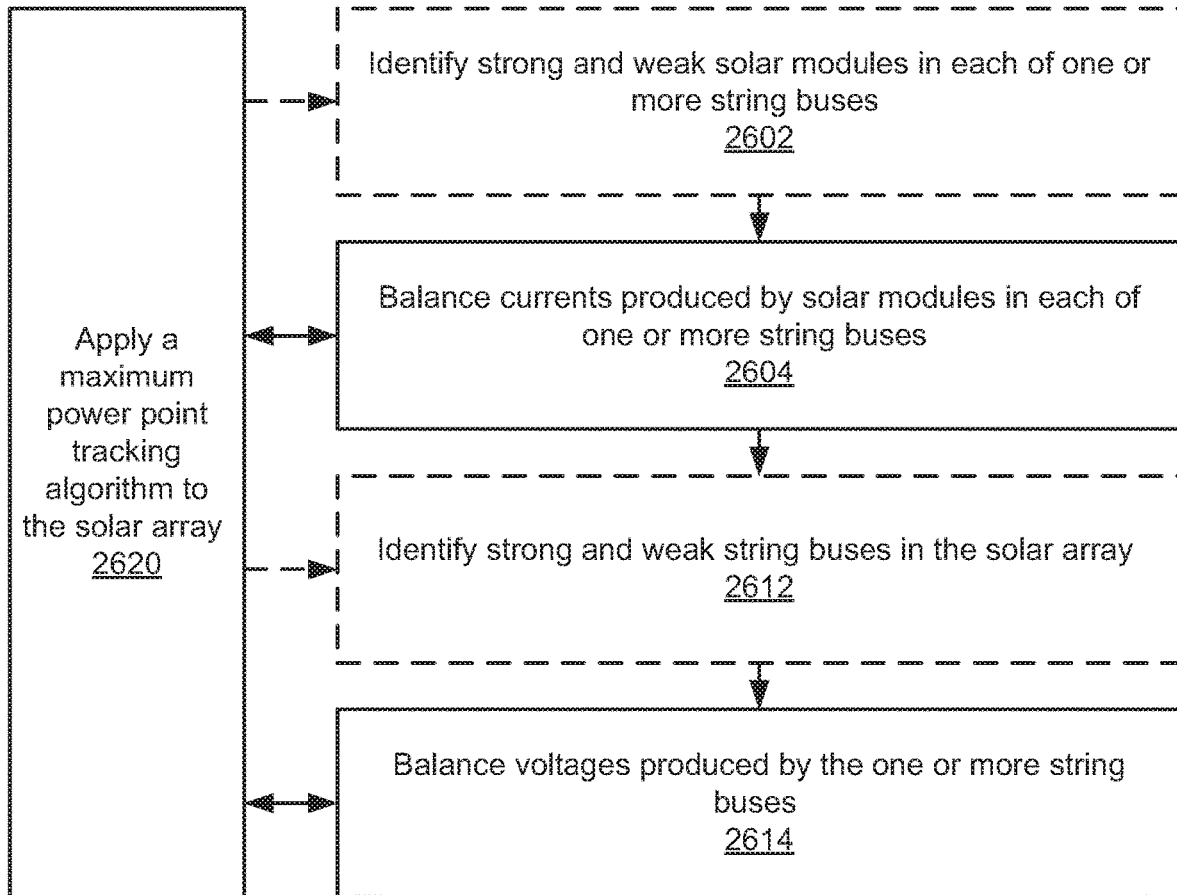 Apply a
maximum
power point
tracking
algorithm to
the solar array
2620
Identify strong and weak solar modules in each of one or
more string buses
2602
Balance currents produced by solar modules in each of
one or more string buses
2604
Identify strong and weak string buses in the solar array
2612
Balance voltages produced by the one or more string
buses
2614